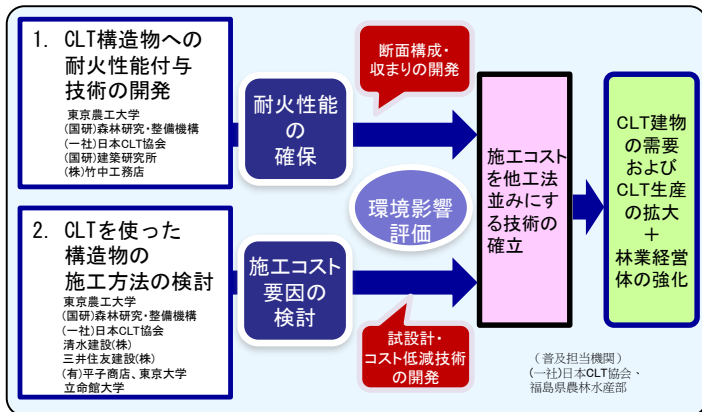 1. CLT構造物への
耐火性能付与
技術の開発
東京農工大学
(国研)森林研究・整備機構
(一社)日本CLT協会
(国研)建築研究所
(株)竹中工務店
耐火性能
の
確保
断面構成・
収まりの開発
2. CLTを使った
構造物の
施工方法の検討
東京農工大学
(国研)森林研究・整備機構
(一社)日本CLT協会
清水建設(株)
三井住友建設(株)
(有)平子商店、東京大学
立命館大学
施工コスト
要因の
検討
試設計・
コスト低減技術
の開発
環境影響
評価
施工コスト
を他工法
並みにす
る技術の
確立
CLT建物
の需要
および
CLT生産
の拡大
＋
林業経営
体の強化
(普及担当機関)
(一社)日本CLT協会、
福島県農林水産部